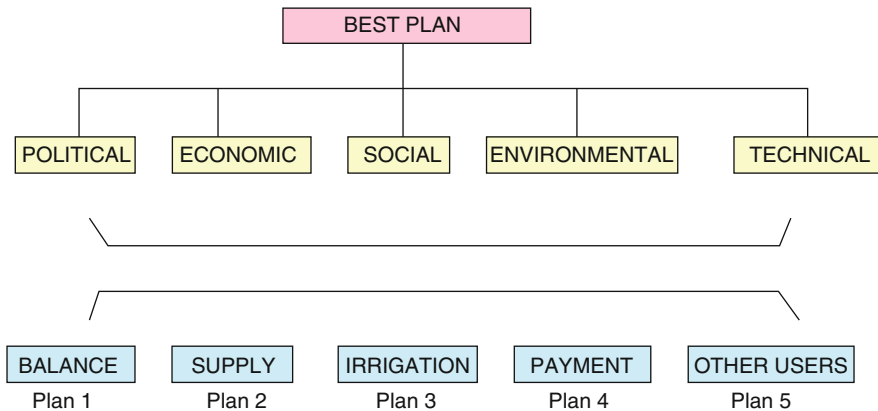 BEST PLAN
POLITICAL ECONOMIC SOCIAL ENVIRONMENTAL TECHNICAL
BALANCE SUPPLY IRRIGATION PAYMENT OTHER USERS
Plan 1 Plan 2 Plan 3 Plan 4 Plan 5